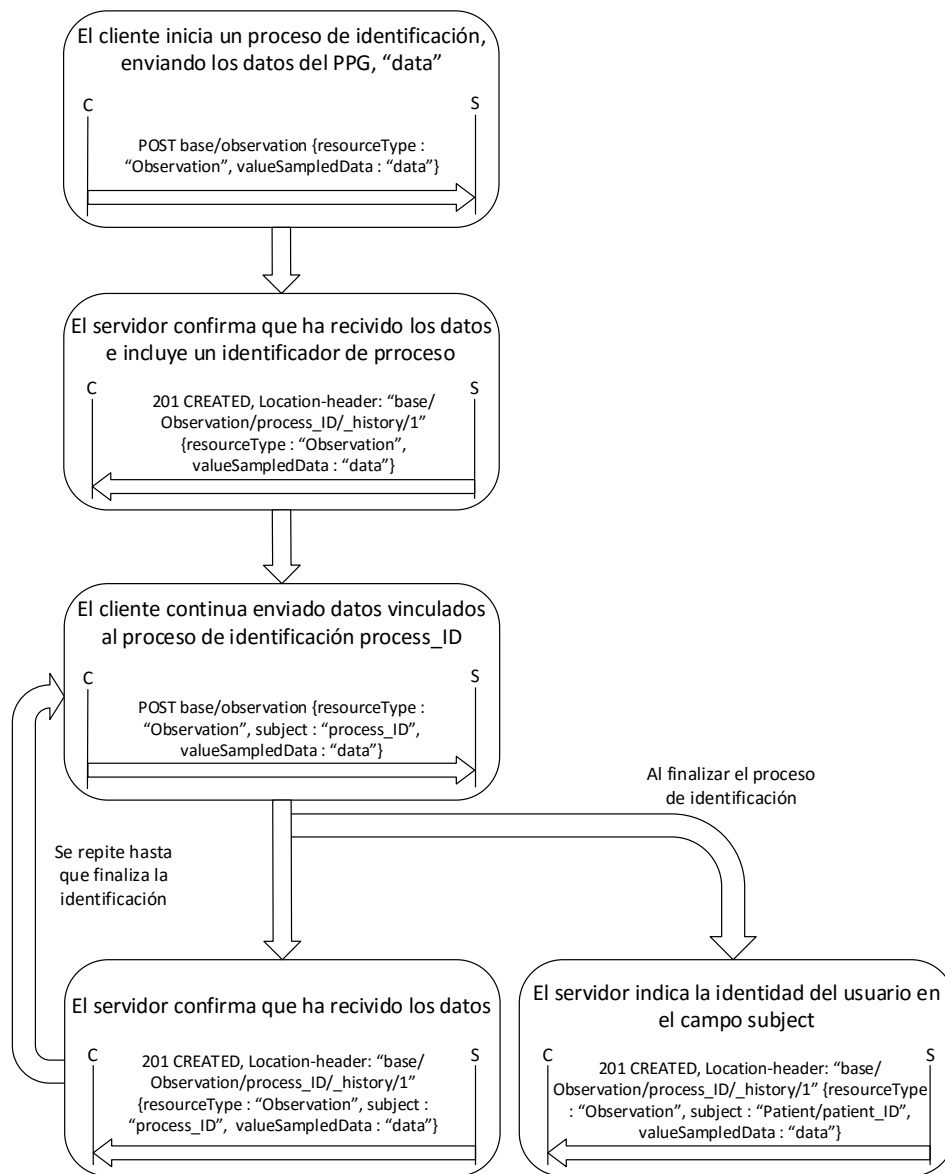 El cliente inicia un proceso de identificación,
enviando los datos del PPG, “data”
C
S
POST base/observation {resourceType :
“Observation”, valueSampledData : “data”}
El servidor confirma que ha recivido los datos
e incluye un identificador de prroceso
C
S
201 CREATED, Location-header: “base/
Observation/process_ID/_history/1”
{resourceType : “Observation”,
valueSampledData : “data”}
El cliente continua enviado datos vinculados
al proceso de identificación process_ID
C
S
POST base/observation {resourceType :
“Observation”, subject : “process_ID”,
valueSampledData : “data”}
Al finalizar el proceso
de identificación
Se repite hasta
que finaliza la
identificación
El servidor confirma que ha recivido los datos
C
S
201 CREATED, Location-header: “base/
Observation/process_ID/_history/1”
{resourceType : “Observation”, subject :
“process_ID”, valueSampledData : “data”}
El servidor indica la identidad del usuario en
el campo subject
C
S
201 CREATED, Location-header: “base/
Observation/process_ID/_history/1” {resourceType
: “Observation”, subject : “Patient/patient_ID”,
valueSampledData : “data”}